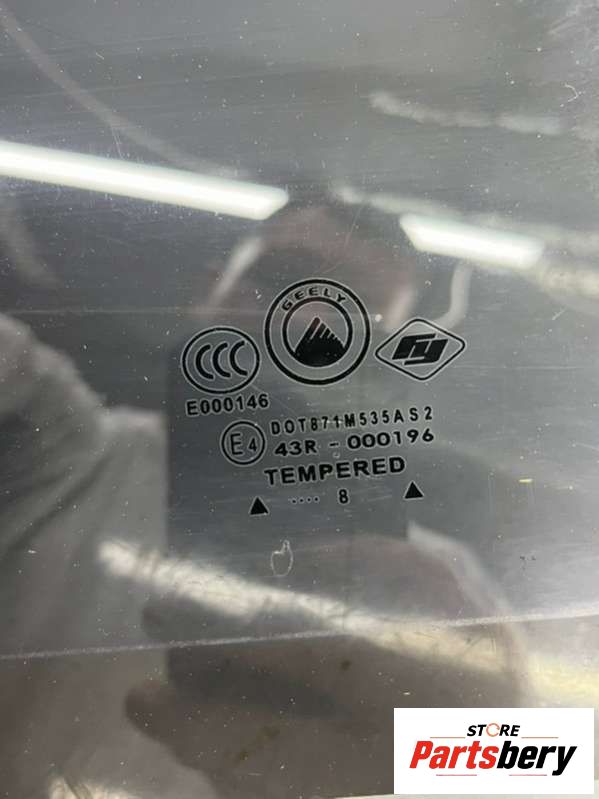 GEELY
CCC
fy
E000146
DOT871M535AS2
E4
43R - 000196
TEMPERED
.... 8
STORE
Partsbery